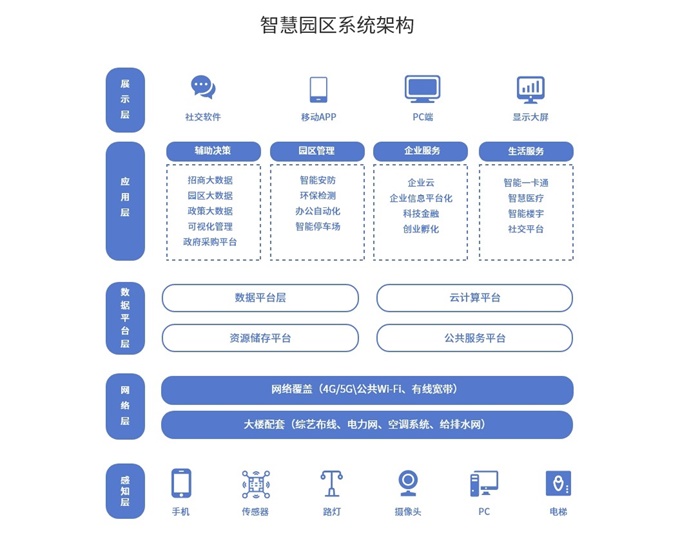 智慧园区系统架构
展示层
社交软件
移动APP
PC端
显示大屏
应用层
辅助决策
招商大数据
园区大数据
政策大数据
可视化管理
政府采购平台
园区管理
智能安防
环保检测
办公自动化
智能停车场
企业服务
企业云
企业信息平台化
科技金融
创业孵化
生活服务
智能一卡通
智慧医疗
智能楼宇
社交平台
数据平台层
数据平台层
云计算平台
资源储存平台
公共服务平台
网络层
网络覆盖（4G/5G\公共Wi-Fi、有线宽带）
大楼配套（综艺布线、电力网、空调系统、给排水网）
感知层
手机
传感器
路灯
摄像头
PC
电梯